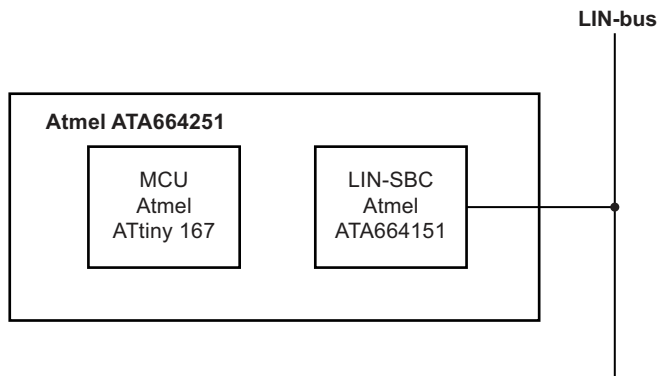 LIN-bus
Atmel ATA664251
MCU
Atmel
ATtiny 167
LIN-SBC
Atmel
ATA664151